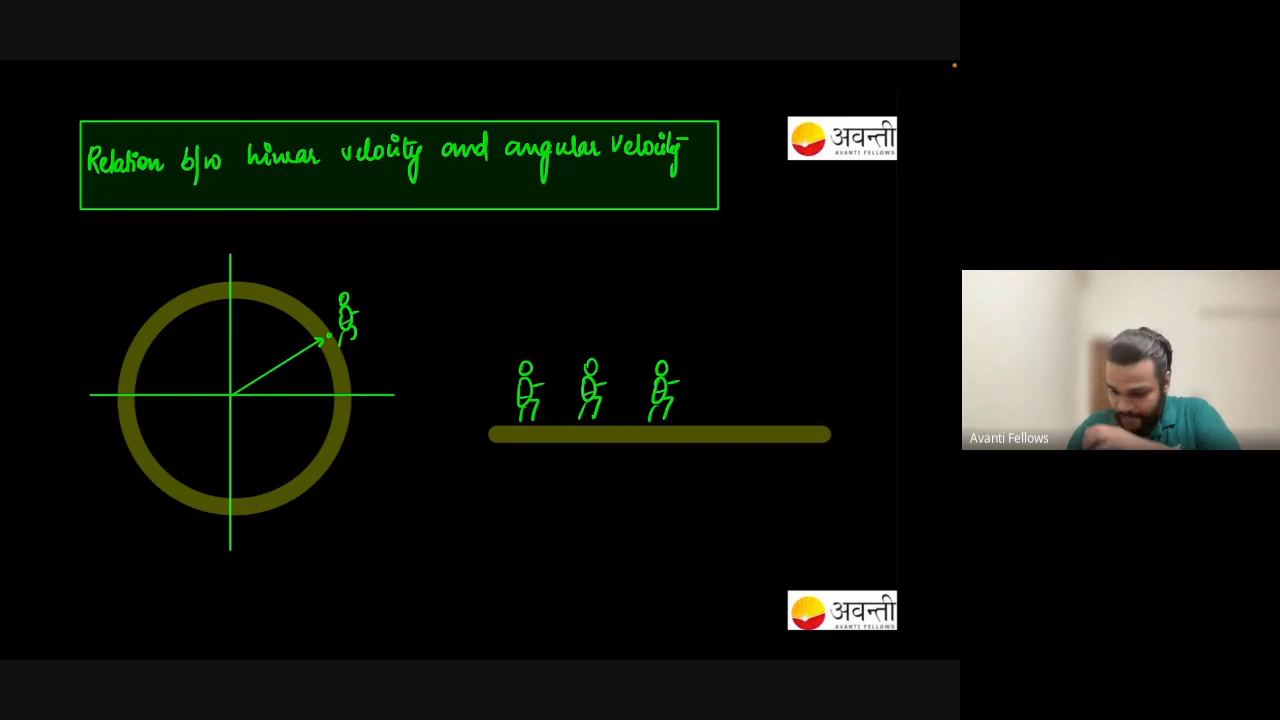 Relation b/w Linear velocity and angular velocity
अवन्ती
AVANTI FELLOWS
Avanti Fellows
अवन्ती
AVANTI FELLOWS